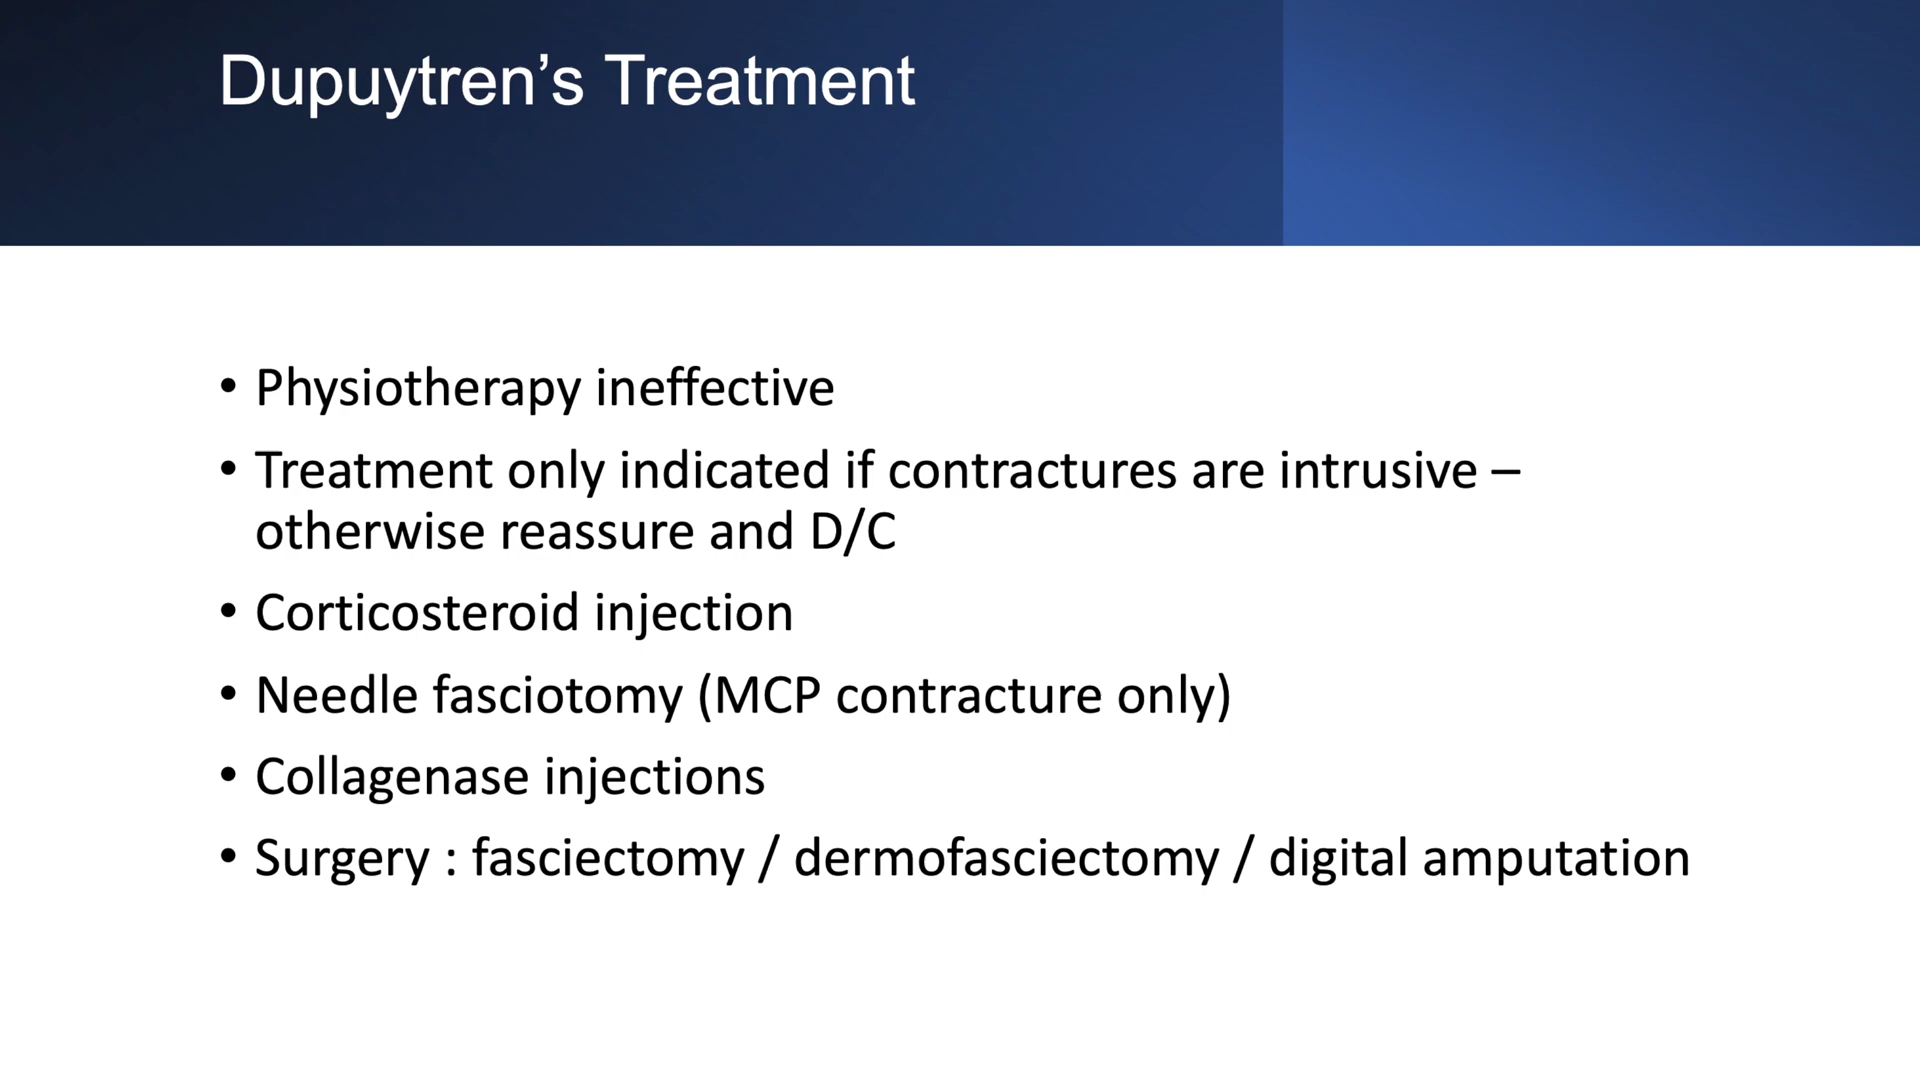 Dupuytren’s Treatment
• Physiotherapy ineffective
• Treatment only indicated if contractures are intrusive –
otherwise reassure and D/C
• Corticosteroid injection
• Needle fasciotomy (MCP contracture only)
• Collagenase injections
• Surgery : fasciectomy / dermofasciectomy / digital amputation